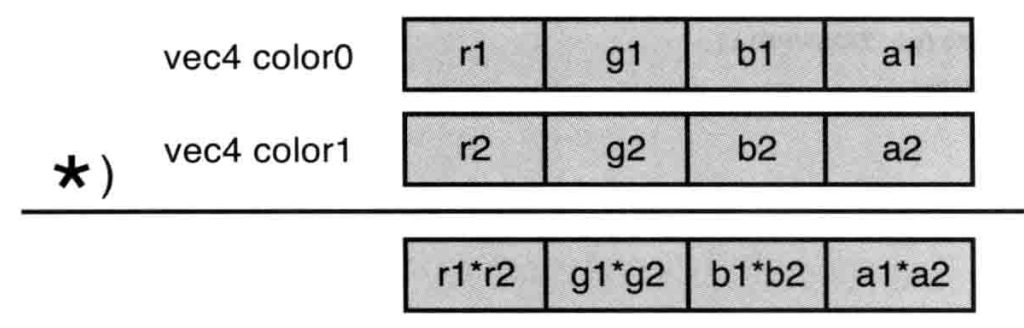 vec4 color0 r1 g1 b1 a1
vec4 color1 r2 g2 b2 a2
*)
r1*r2 g1*g2 b1*b2 a1*a2